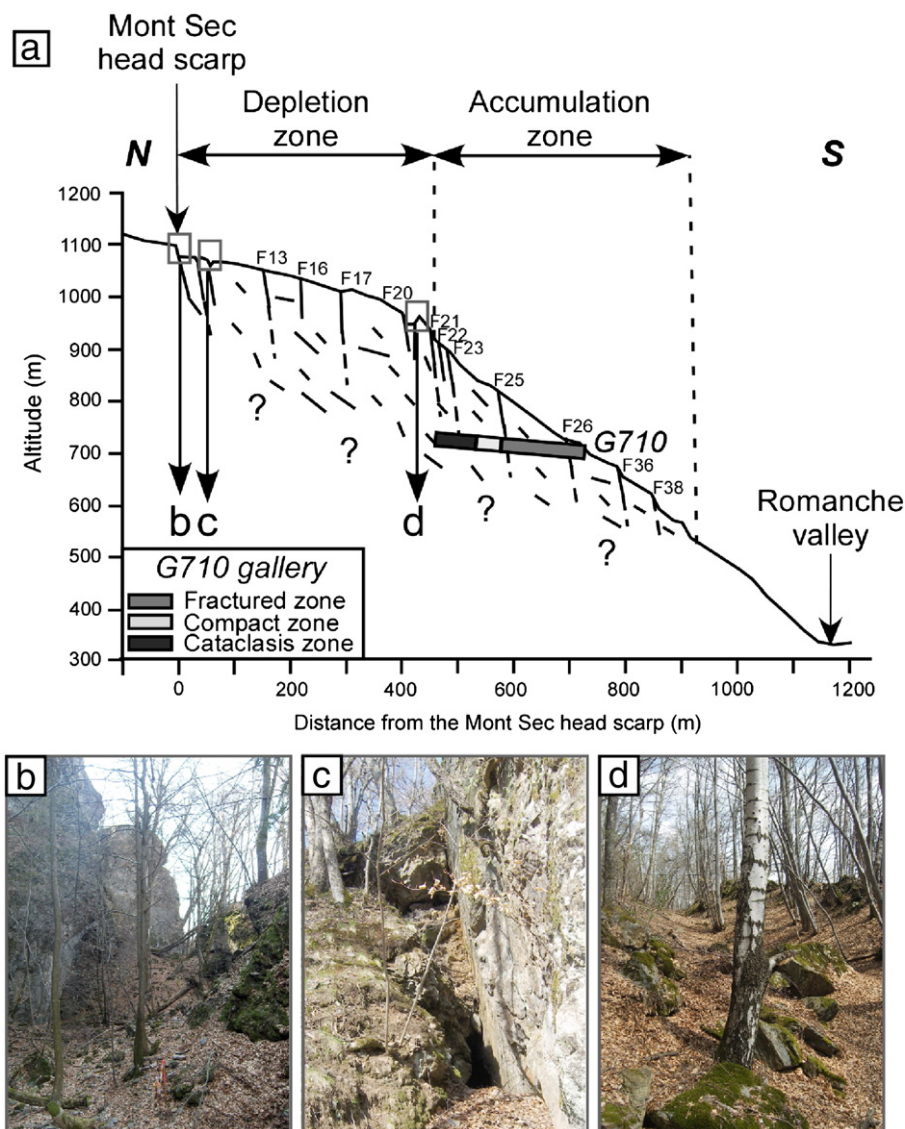 a
Mont Sec
head scarp
Depletion
zone
Accumulation
zone
N
S
1200
1100
1000
900
800
700
600
500
400
300
Altitude (m)
F13
F16
F17
F20
F21
F22
F23
F25
F26
F36
F38
G710
?
?
?
?
b
c
d
Romanche
valley
G710 gallery
Fractured zone
Compact zone
Cataclasis zone
0
200
400
600
800
1000
1200
Distance from the Mont Sec head scarp (m)
b
c
d